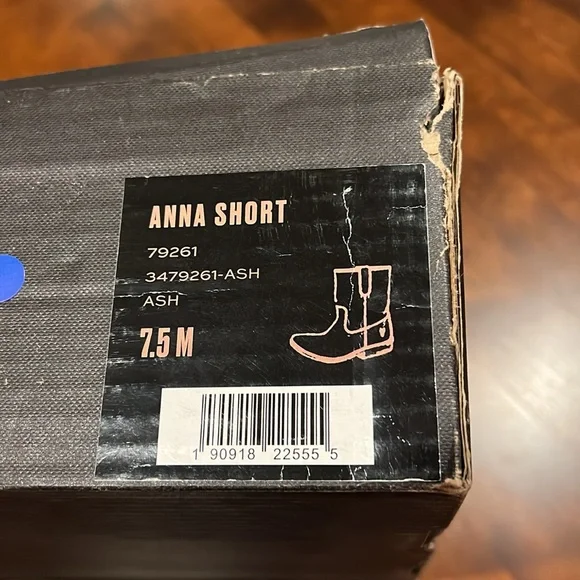 ANNA SHORT
79261
3479261-ASH
ASH
7.5 M
1 90918 22555 5